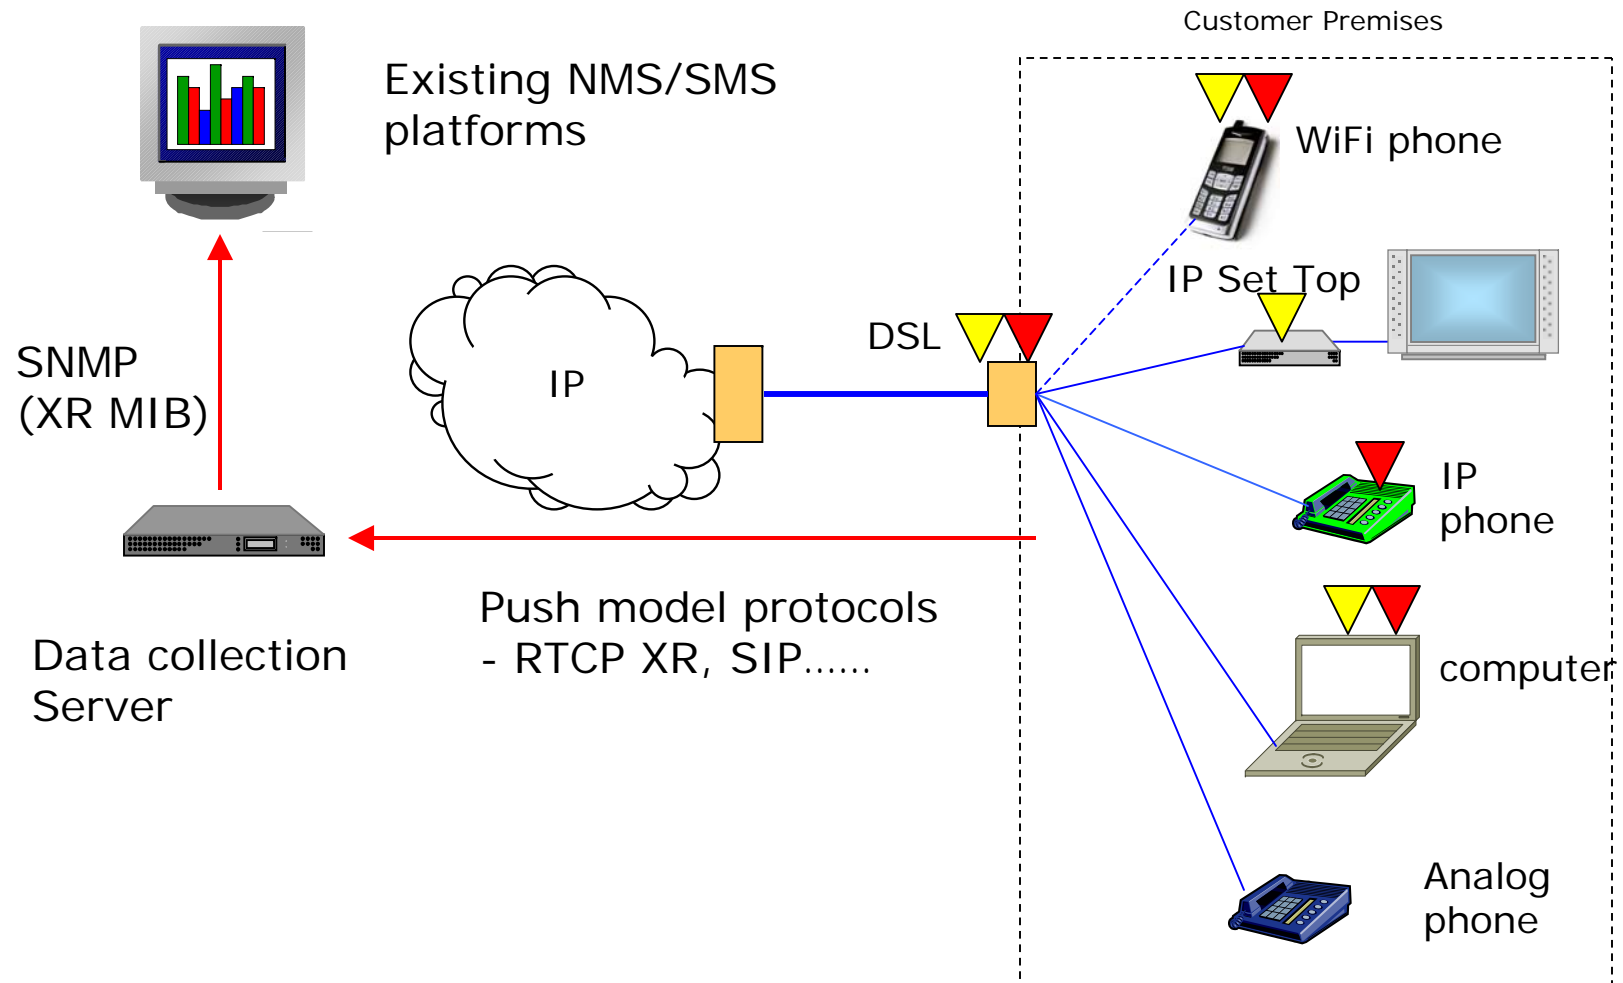 Customer Premises
Existing NMS/SMS
platforms
WiFi phone
IP Set Top
DSL
SNMP
(XR MIB)
IP
IP
phone
Push model protocols
- RTCP XR, SIP......
Data collection
Server
computer
Analog
phone